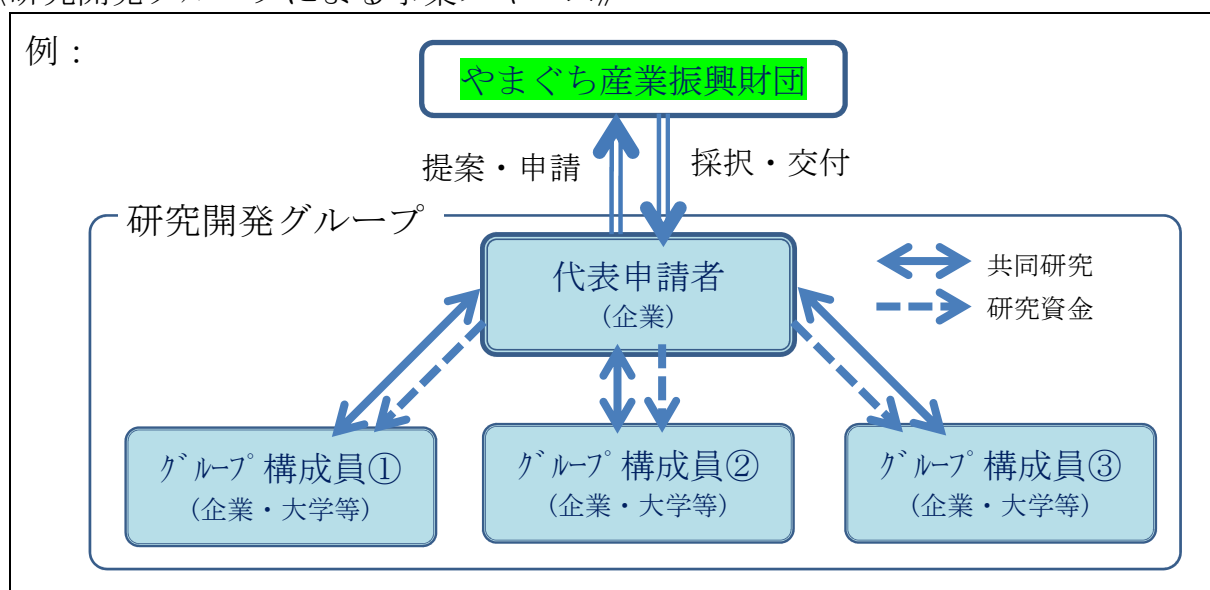 例：
やまぐち産業振興財団
提案・申請
採択・交付
研究開発グループ
代表申請者
(企業)
共同研究
研究資金
ｸﾞﾙｰﾌﾟ構成員①
(企業・大学等)
ｸﾞﾙｰﾌﾟ構成員②
(企業・大学等)
ｸﾞﾙｰﾌﾟ構成員③
(企業・大学等)